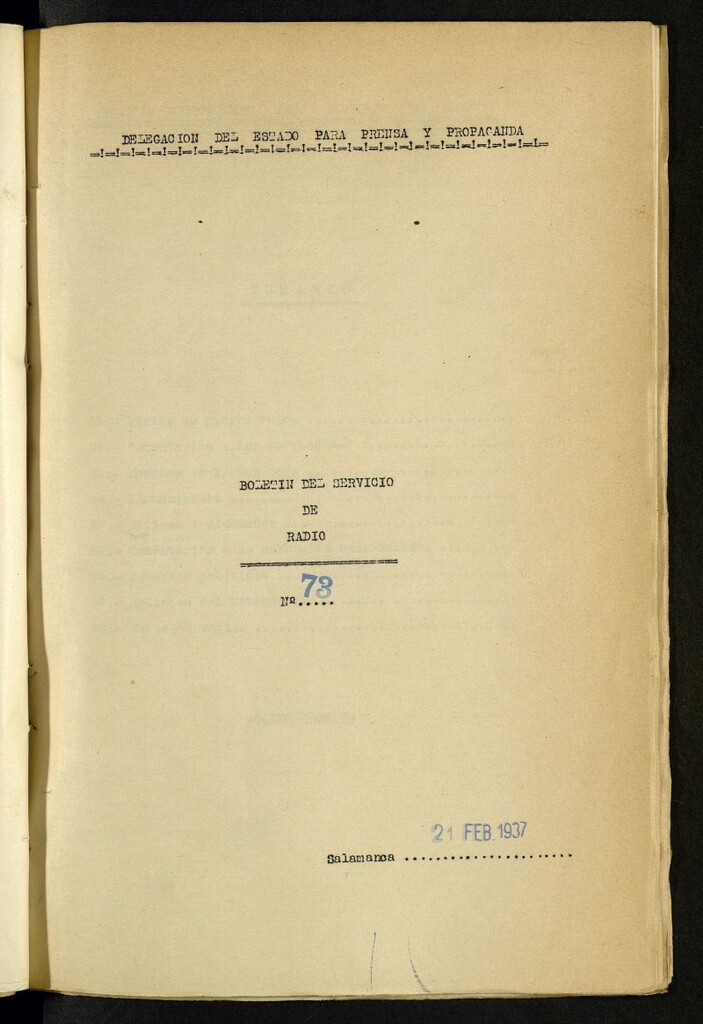 DELEGACION DEL ESTADO PARA PRENSA Y PROPAGANDA
BOLETIN DEL SERVICIO
DE
RADIO
Nº..... 73
21 FEB. 1937
Salamanca ......................